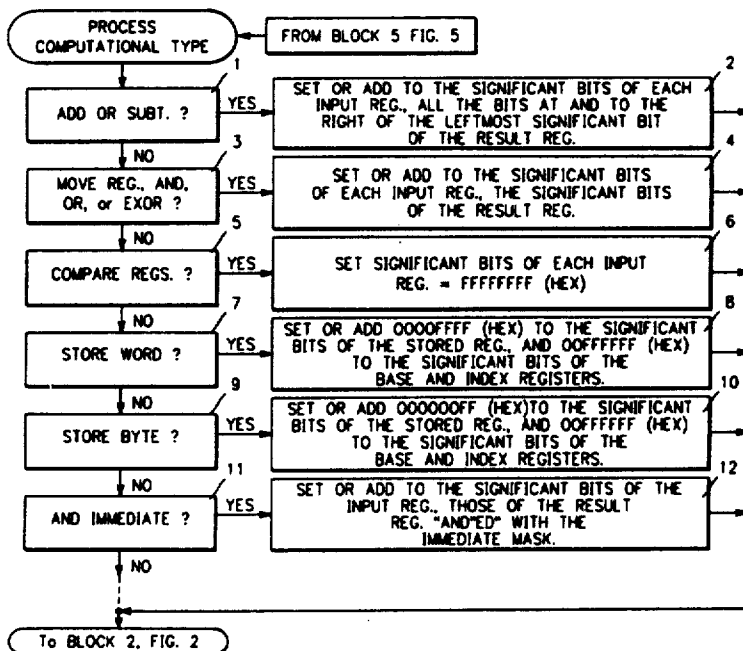 PROCESS
COMPUTATIONAL TYPE
FROM BLOCK 5 FIG. 5
1
ADD OR SUBT. ?
YES
2
SET OR ADD TO THE SIGNIFICANT BITS OF EACH
INPUT REG., ALL THE BITS AT AND TO THE
RIGHT OF THE LEFTMOST SIGNIFICANT BIT
OF THE RESULT REG.
NO
3
MOVE REG., AND,
OR, or EXOR ?
YES
4
SET OR ADD TO THE SIGNIFICANT BITS
OF EACH INPUT REG., THE SIGNIFICANT BITS
OF THE RESULT REG.
NO
5
COMPARE REGS. ?
YES
6
SET SIGNIFICANT BITS OF EACH INPUT
REG. = FFFFFFFF (HEX)
NO
7
STORE WORD ?
YES
8
SET OR ADD 0000FFFF (HEX) TO THE SIGNIFICANT
BITS OF THE STORED REG., AND 00FFFFFF (HEX)
TO THE SIGNIFICANT BITS OF THE
BASE AND INDEX REGISTERS.
NO
9
STORE BYTE ?
YES
10
SET OR ADD 000000FF (HEX)TO THE SIGNIFICANT
BITS OF THE STORED REG., AND 00FFFFFF (HEX)
TO THE SIGNIFICANT BITS OF THE
BASE AND INDEX REGISTERS.
NO
11
AND IMMEDIATE ?
YES
12
SET OR ADD TO THE SIGNIFICANT BITS OF THE
INPUT REG., THOSE OF THE RESULT
REG. "AND"ED" WITH THE
IMMEDIATE MASK.
NO
To BLOCK 2, FIG. 2